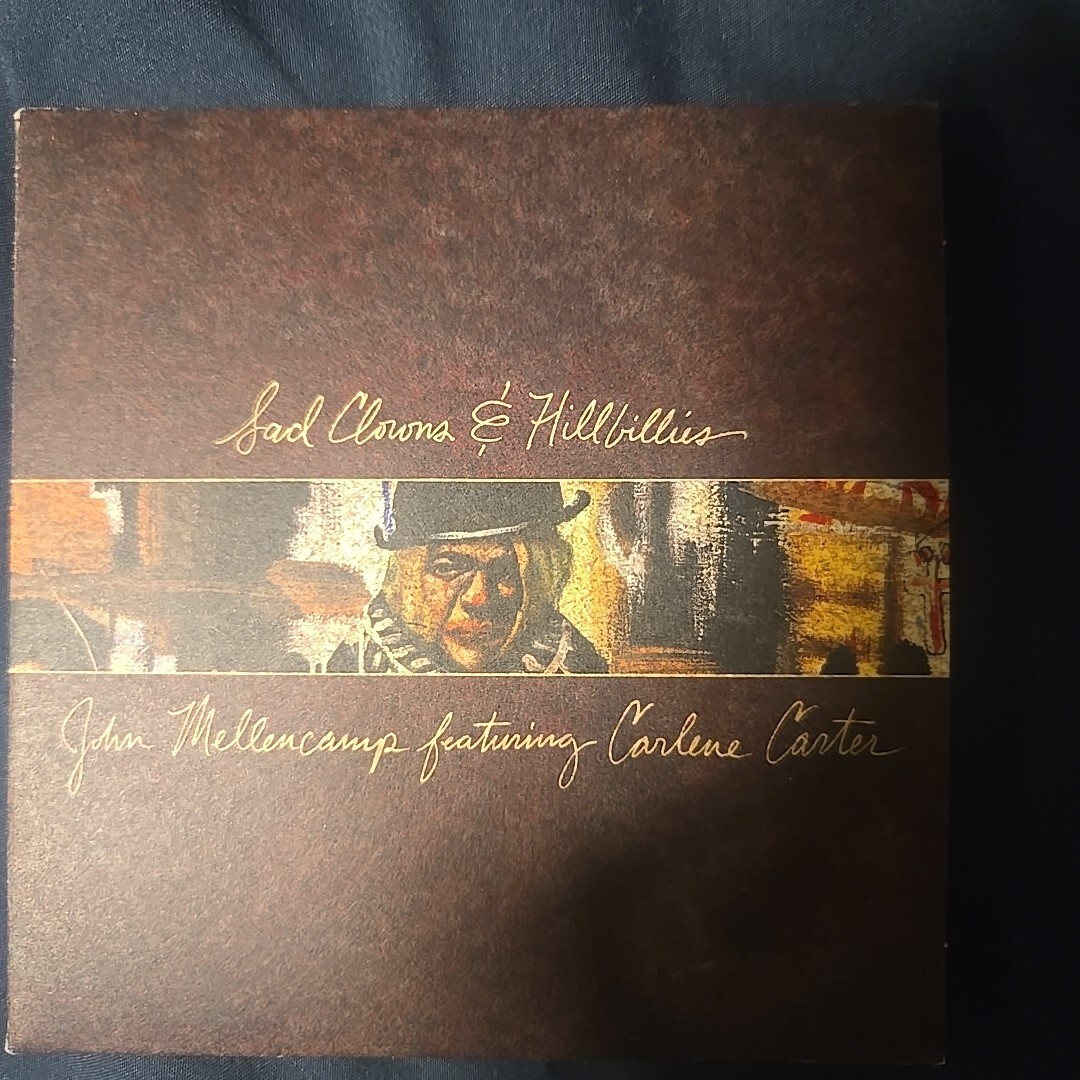 Sad Clowns & Hillbillies
John Mellencamp featuring Carlene Carter